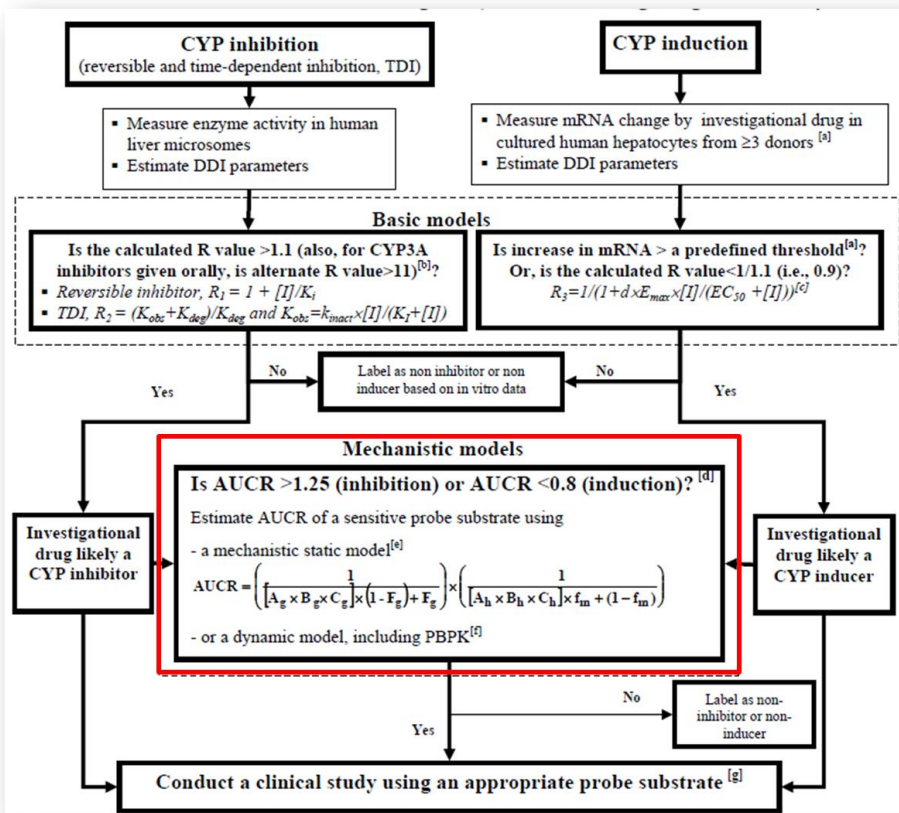 CYP inhibition
(reversible and time-dependent inhibition, TDI)
CYP induction
▪ Measure enzyme activity in human
liver microsomes
▪ Estimate DDI parameters
▪ Measure mRNA change by investigational drug in
cultured human hepatocytes from ≥3 donors [a]
▪ Estimate DDI parameters
Basic models
Is the calculated R value >1.1 (also, for CYP3A
inhibitors given orally, is alternate R value>11)[b]?
▪ Reversible inhibitor, R1 = 1 + [I]/Ki
▪ TDI, R2 = (Kobs+Kdeg)/Kdeg and Kobs=kinact×[I]/(KI+[I])
Is increase in mRNA > a predefined threshold[a]?
Or, is the calculated R value<1/1.1 (i.e., 0.9)?
R3=1/(1+d×Emax×[I]/(EC50 +[I]))[c]
No
Label as non inhibitor or non
inducer based on in vitro data
No
Yes
Yes
Mechanistic models
Is AUCR >1.25 (inhibition) or AUCR <0.8 (induction)? [d]
Estimate AUCR of a sensitive probe substrate using
- a mechanistic static model[e]
AUCR = (1/([Ag × Bg × Cg]×(1 - Fg)+ Fg)) × (1/([Ah × Bh × Ch]× fm + (1 − fm)))
- or a dynamic model, including PBPK[f]
Investigational
drug likely a
CYP inhibitor
Investigational
drug likely a
CYP inducer
No
Label as non-
inhibitor or non-
inducer
Yes
Conduct a clinical study using an appropriate probe substrate [g]